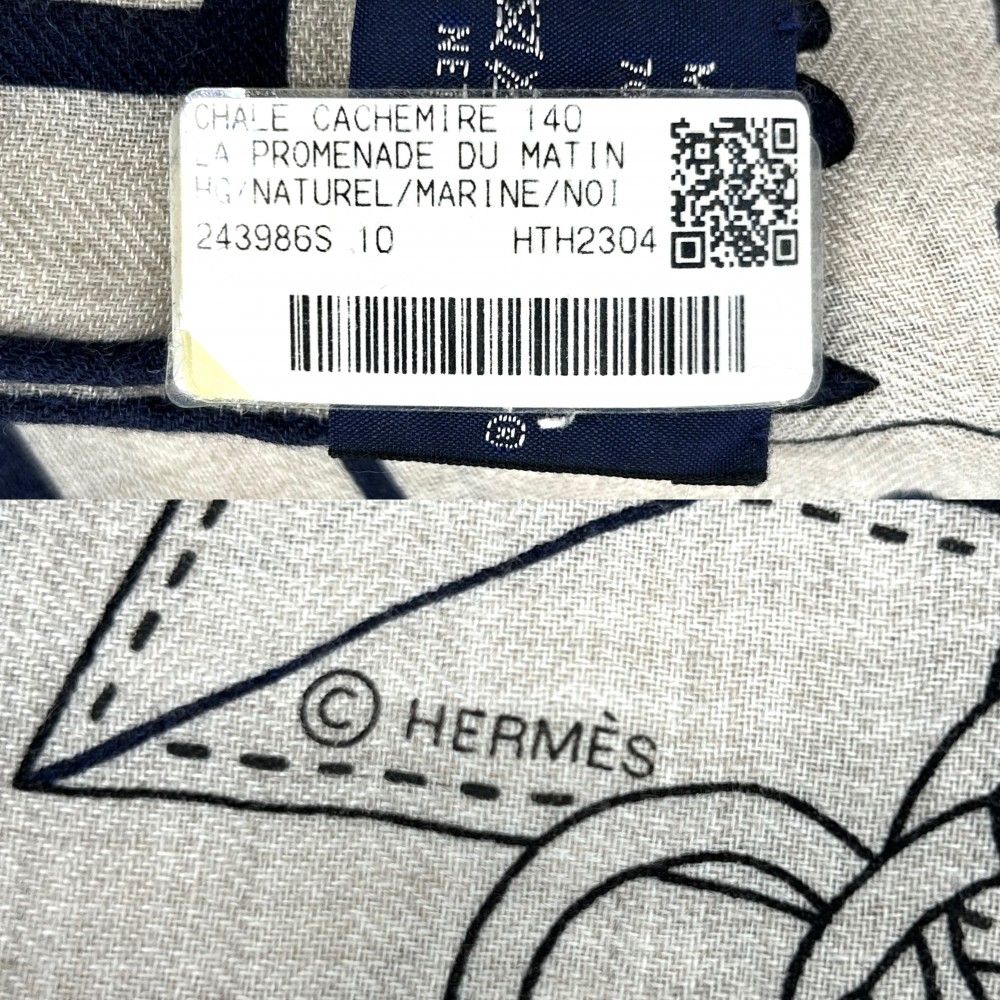 CHALE CACHEMIRE 140
LA PROMENADE DU MATIN
HG/NATUREL/MARINE/NOI
243986S 10 HTH2304
®
© HERMÈS